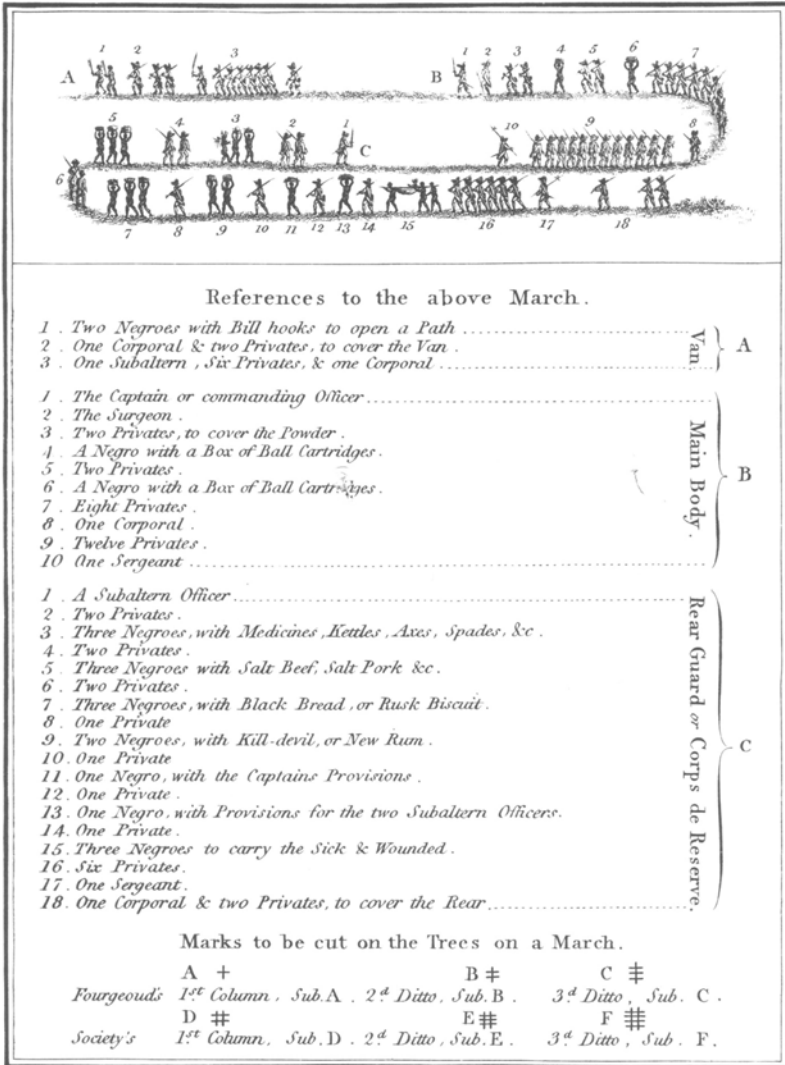 1 2 3 1 2 3 4 5 6 7
A B
5 4 3 2 1 10 9 8
C
6
7 8 9 10 11 12 13 14 15 16 17 18
References to the above March.
1. Two Negroes with Bill hooks to open a Path
2. One Corporal & two Privates, to cover the Van.
3. One Subaltern, Six Privates, & one Corporal
Van
A
1. The Captain or commanding Officer
2. The Surgeon.
3. Two Privates, to cover the Powder.
4. A Negro with a Box of Ball Cartridges.
5. Two Privates.
6. A Negro with a Box of Ball Cartridges.
7. Eight Privates.
8. One Corporal.
9. Twelve Privates.
10 One Sergeant
Main Body.
B
1. A Subaltern Officer
2. Two Privates.
3. Three Negroes, with Medicines, Kettles, Axes, Spades, &c.
4. Two Privates.
5. Three Negroes with Salt Beef, Salt Pork &c.
6. Two Privates.
7. Three Negroes, with Black Bread, or Rusk Biscuit.
8. One Private
9. Two Negroes, with Kill-devil, or New Rum.
10. One Private
11. One Negro, with the Captains Provisions.
12. One Private.
13. One Negro, with Provisions for the two Subaltern Officers.
14. One Private.
15. Three Negroes to carry the Sick & Wounded.
16. Six Privates.
17. One Sergeant.
18. One Corporal & two Privates, to cover the Rear
Rear Guard or Corps de Reserve.
C
Marks to be cut on the Trees on a March.
A B C
Fourgeoud's 1st Column, Sub. A. 2d Ditto, Sub. B. 3d Ditto, Sub. C.
D E F
Society's 1st Column, Sub. D. 2d Ditto, Sub. E. 3d Ditto, Sub. F.